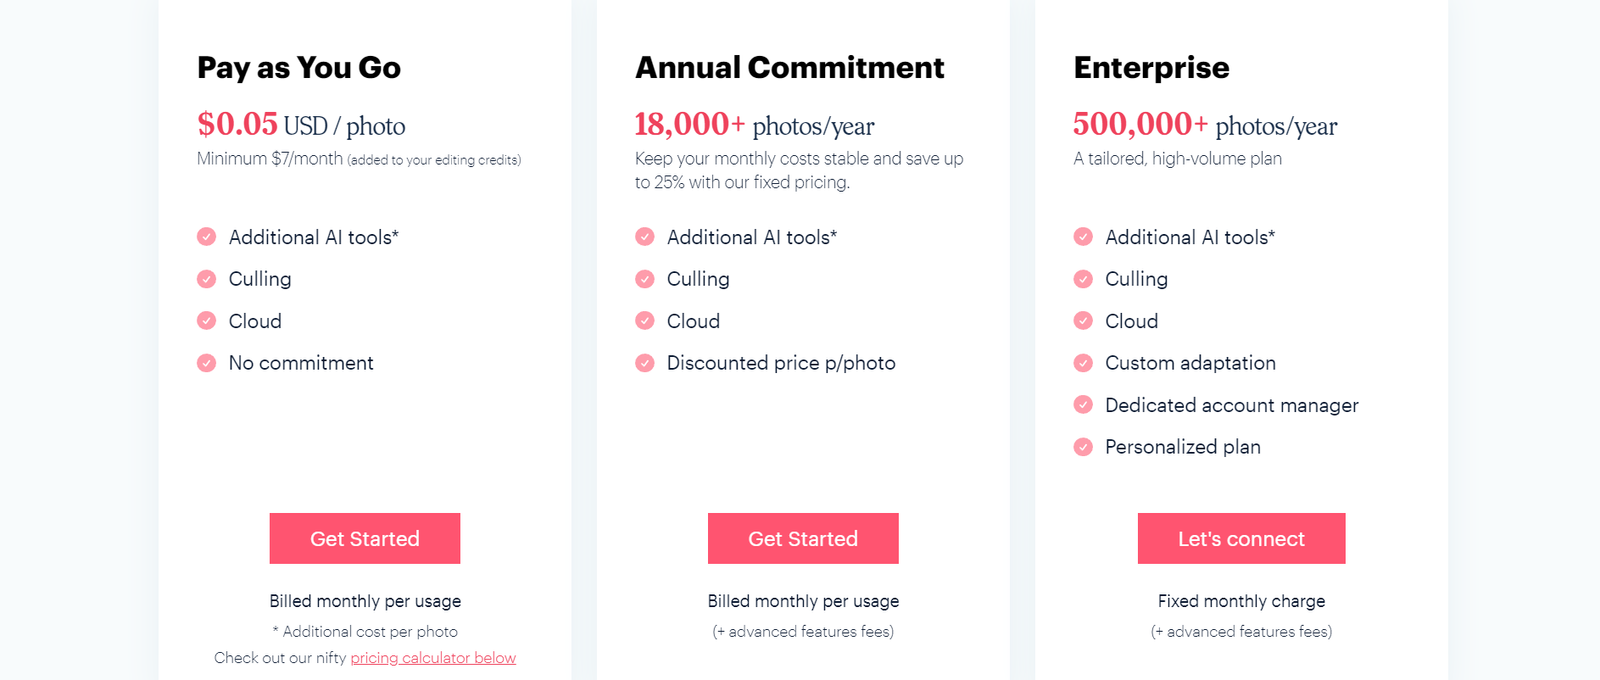 Pay as You Go
$0.05 USD / photo
Minimum $7/month (added to your editing credits)
Additional AI tools*
Culling
Cloud
No commitment
Get Started
Billed monthly per usage
* Additional cost per photo
Check out our nifty pricing calculator below
Annual Commitment
18,000+ photos/year
Keep your monthly costs stable and save up
to 25% with our fixed pricing.
Additional AI tools*
Culling
Cloud
Discounted price p/photo
Get Started
Billed monthly per usage
(+ advanced features fees)
Enterprise
500,000+ photos/year
A tailored, high-volume plan
Additional AI tools*
Culling
Cloud
Custom adaptation
Dedicated account manager
Personalized plan
Let's connect
Fixed monthly charge
(+ advanced features fees)